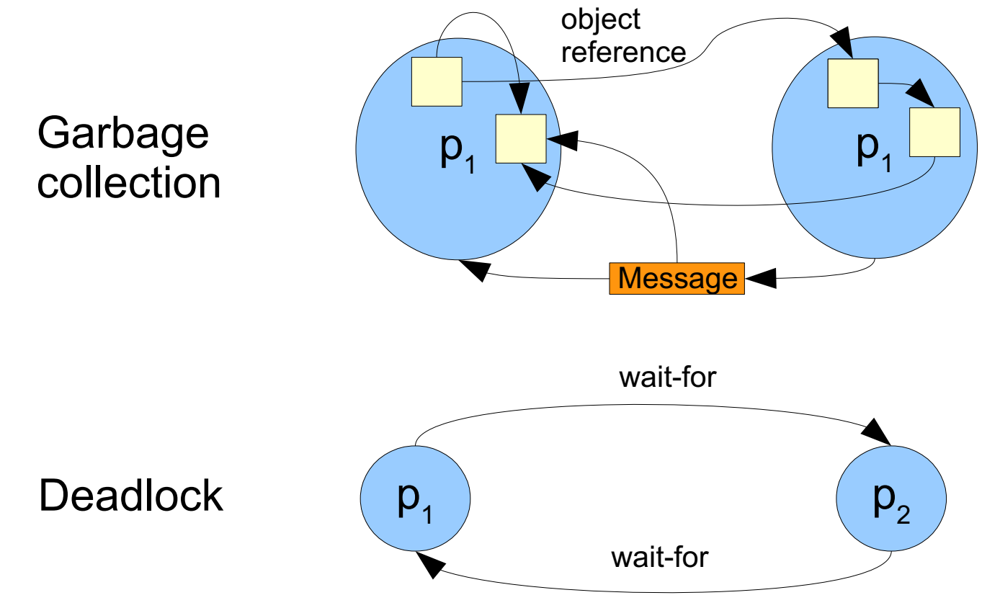 object
reference
Garbage
collection
p₁
p₁
Message
wait-for
Deadlock
p₁
p₂
wait-for